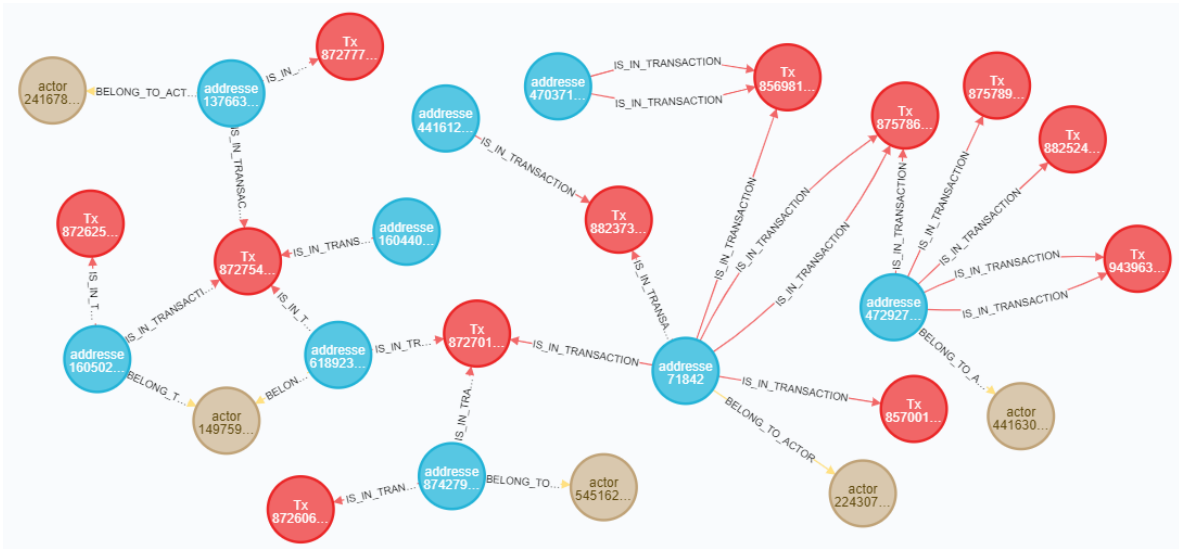 Tx
872777...
actor
241678...
BELONG_TO_ACT...
addresse
137663...
IS_IN_...
IS_IN_TRANSAC...
addresse
470371...
IS_IN_TRANSACTION
IS_IN_TRANSACTION
Tx
856981...
addresse
441612...
IS_IN_TRANSACTION
Tx
875786...
Tx
875789...
Tx
882524...
Tx
872625...
IS_IN_T...
Tx
872754...
IS_IN_TRANS...
addresse
160440...
Tx
882373...
IS_IN_TRANSA...
IS_IN_TRANSACTION
IS_IN_TRANSACTION
IS_IN_TRANSACTION
IS_IN_TRANSACTION
IS_IN_TRANSACTION
IS_IN_TRANSACTION
IS_IN_TRANSACTION
IS_IN_TRANSACTION
Tx
943963...
addresse
472927...
addresse
160502...
IS_IN_TRANSACTI...
IS_IN_T...
addresse
618923...
IS_IN_TR...
Tx
872701...
IS_IN_TRANSACTION
addresse
71842
IS_IN_TRANSACTION
Tx
857001...
BELONG_TO_A...
actor
441630...
BELONG_T...
BELON...
actor
149759...
IS_IN_TRA...
BELONG_TO_ACTOR
actor
224307...
addresse
874279...
BELONG_TO...
actor
545162...
IS_IN_TRAN...
Tx
872606...